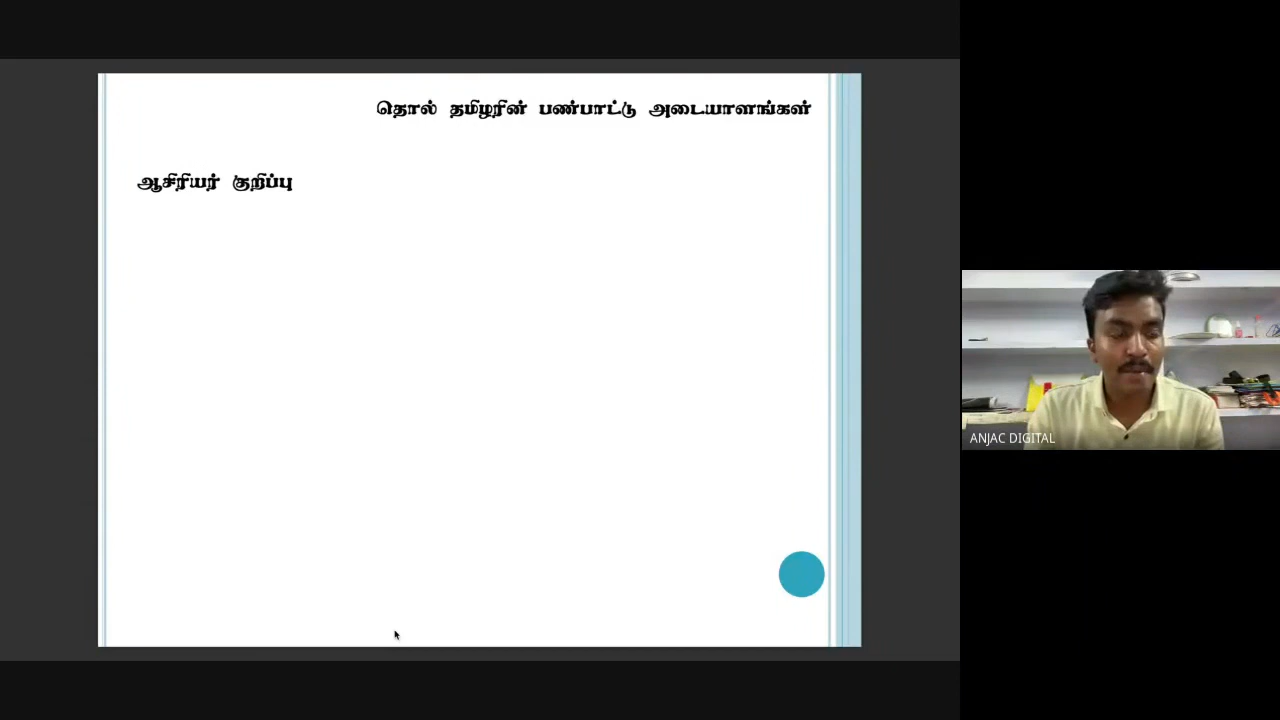 தொல் தமிழரின் பண்பாட்டு அடையாளங்கள்
ஆசிரியர் குறிப்பு
ANJAC DIGITAL